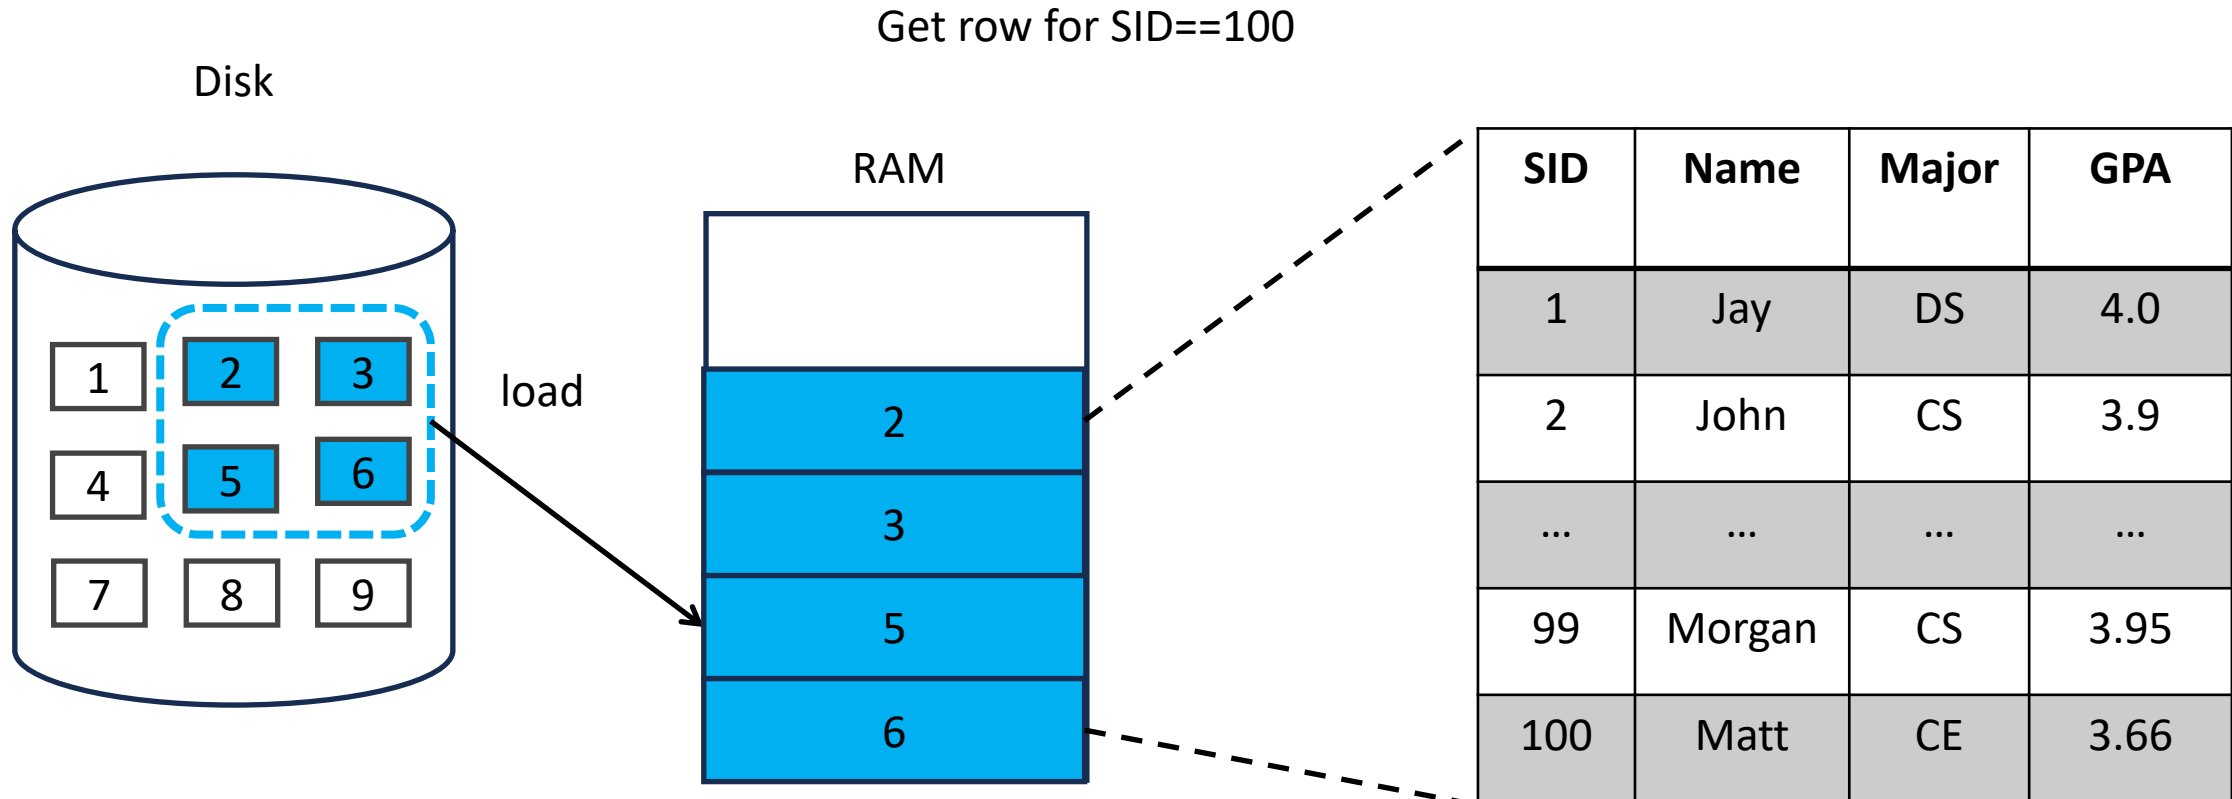 Get row for SID==100
Disk
RAM
load
1 2 3
4 5 6
7 8 9
2
3
5
6
SID Name Major GPA
1 Jay DS 4.0
2 John CS 3.9
... ... ... ...
99 Morgan CS 3.95
100 Matt CE 3.66